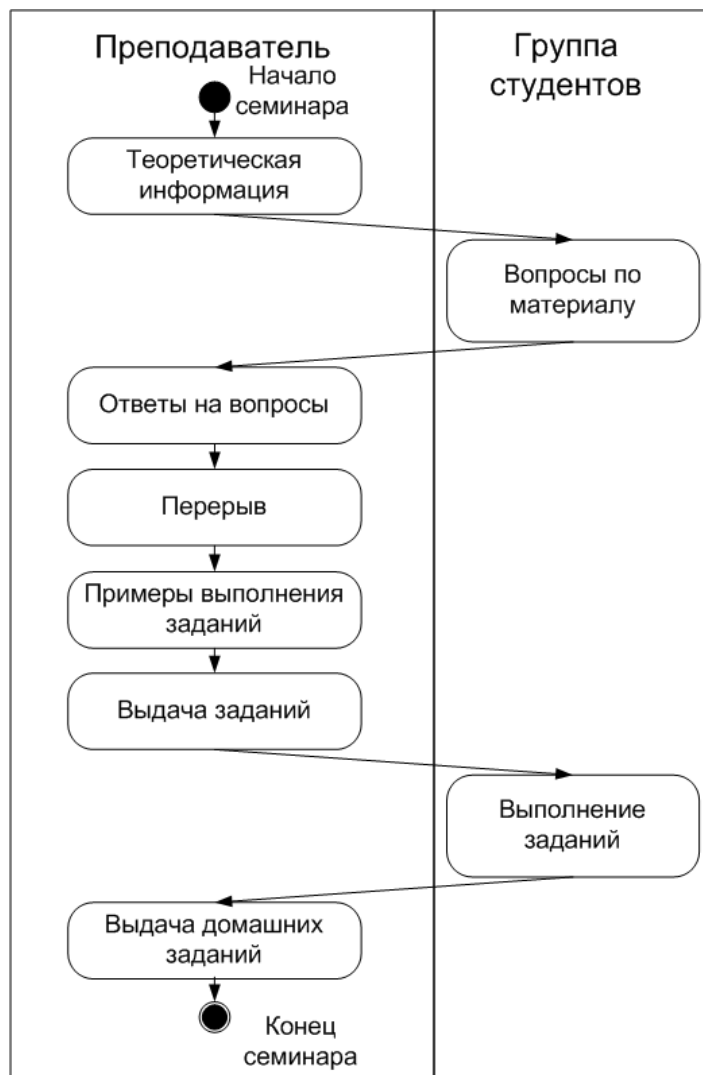 Преподаватель
Группа
студентов
Начало
семинара
Теоретическая
информация
Вопросы по
материалу
Ответы на вопросы
Перерыв
Примеры выполнения
заданий
Выдача заданий
Выполнение
заданий
Выдача домашних
заданий
Конец
семинара